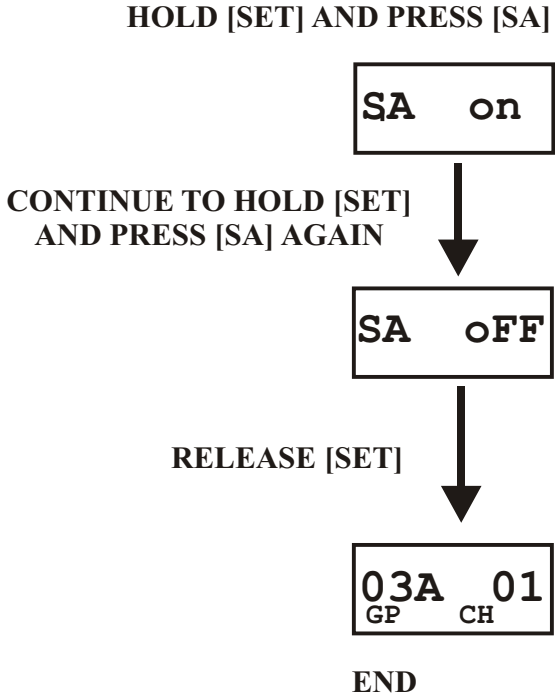 HOLD [SET] AND PRESS [SA]
SA on
CONTINUE TO HOLD [SET]
AND PRESS [SA] AGAIN
SA oFF
RELEASE [SET]
03A 01
GP CH
END